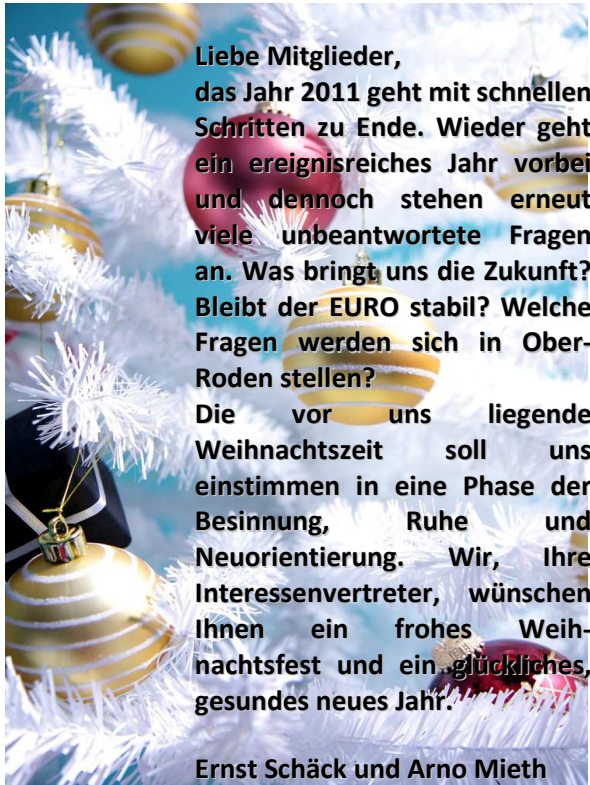 Liebe Mitglieder,
das Jahr 2011 geht mit schnellen
Schritten zu Ende. Wieder geht
ein ereignisreiches Jahr vorbei
und dennoch stehen erneut
viele unbeantwortete Fragen
an. Was bringt uns die Zukunft?
Bleibt der EURO stabil? Welche
Fragen werden sich in Ober-
Roden stellen?
Die vor uns liegende
Weihnachtszeit soll uns
einstimmen in eine Phase der
Besinnung, Ruhe und
Neuorientierung. Wir, Ihre
Interessenvertreter, wünschen
Ihnen ein frohes Weih-
nachtsfest und ein glückliches,
gesundes neues Jahr.
Ernst Schäck und Arno Mieth